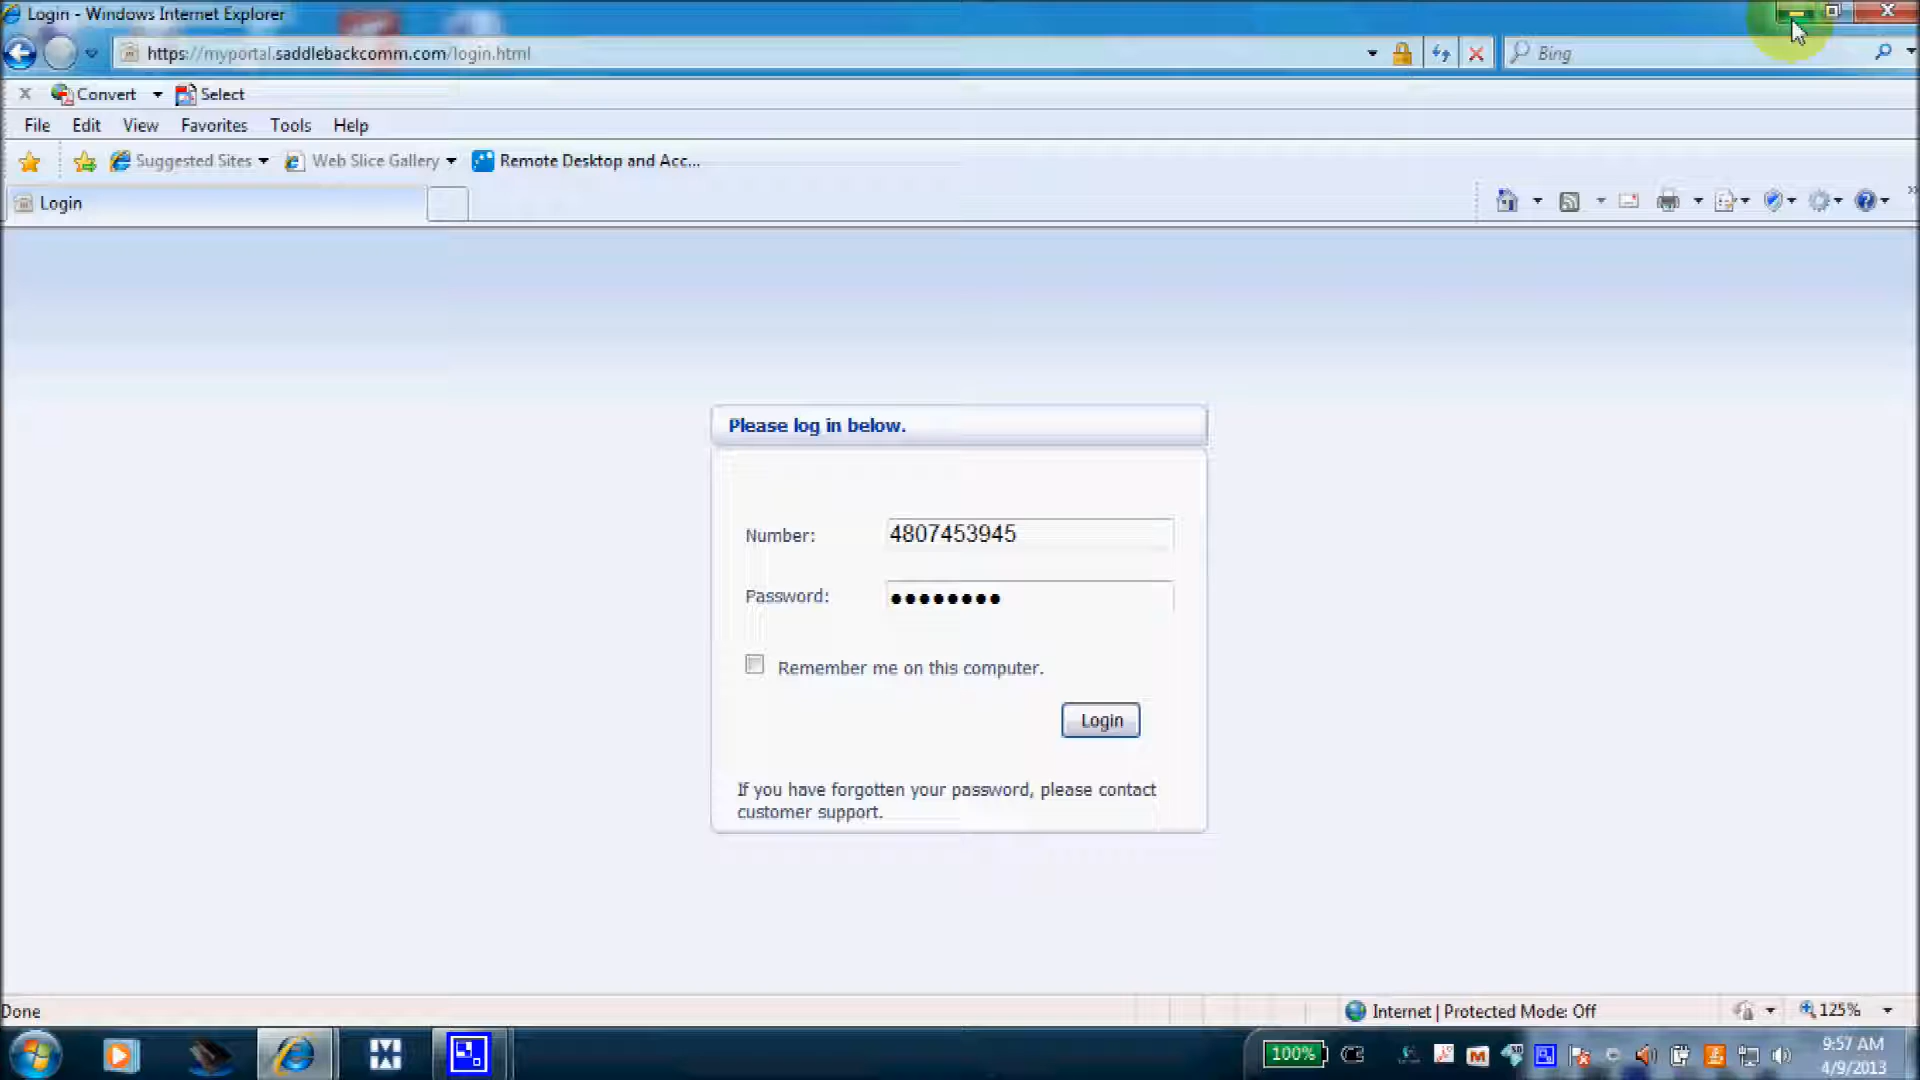 Login - Windows Internet Explorer
https://myportal.saddlebackcomm.com/login.html
Bing
Convert
Select
File Edit View Favorites Tools Help
Suggested Sites
Web Slice Gallery
Remote Desktop and Acc...
Login
Please log in below.
Number: 4807453945
Password: ••••••••
Remember me on this computer.
Login
If you have forgotten your password, please contact
customer support.
Done
Internet | Protected Mode: Off
125%
100%
9:57 AM
4/9/2013